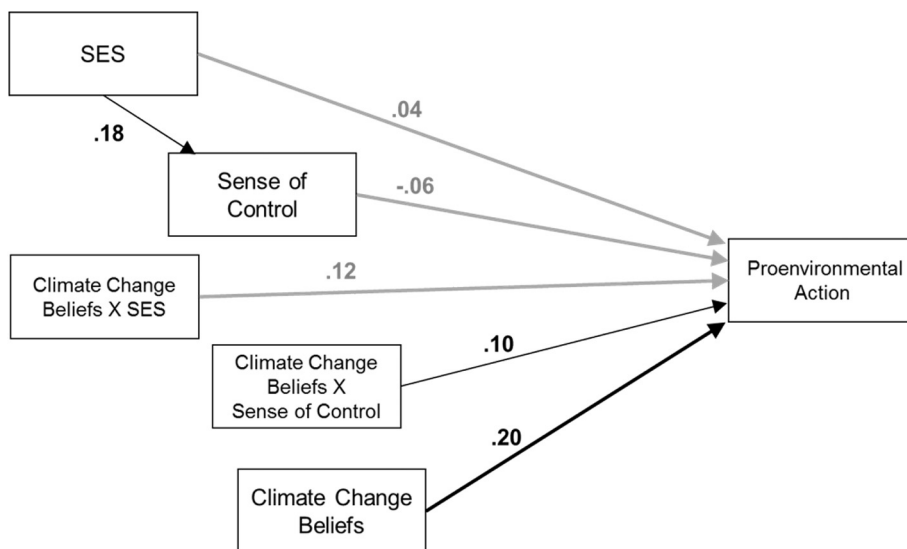 SES
.04
.18
Sense of
Control
-.06
Climate Change
Beliefs X SES
.12
Proenvironmental
Action
Climate Change
Beliefs X
Sense of Control
.10
.20
Climate Change
Beliefs